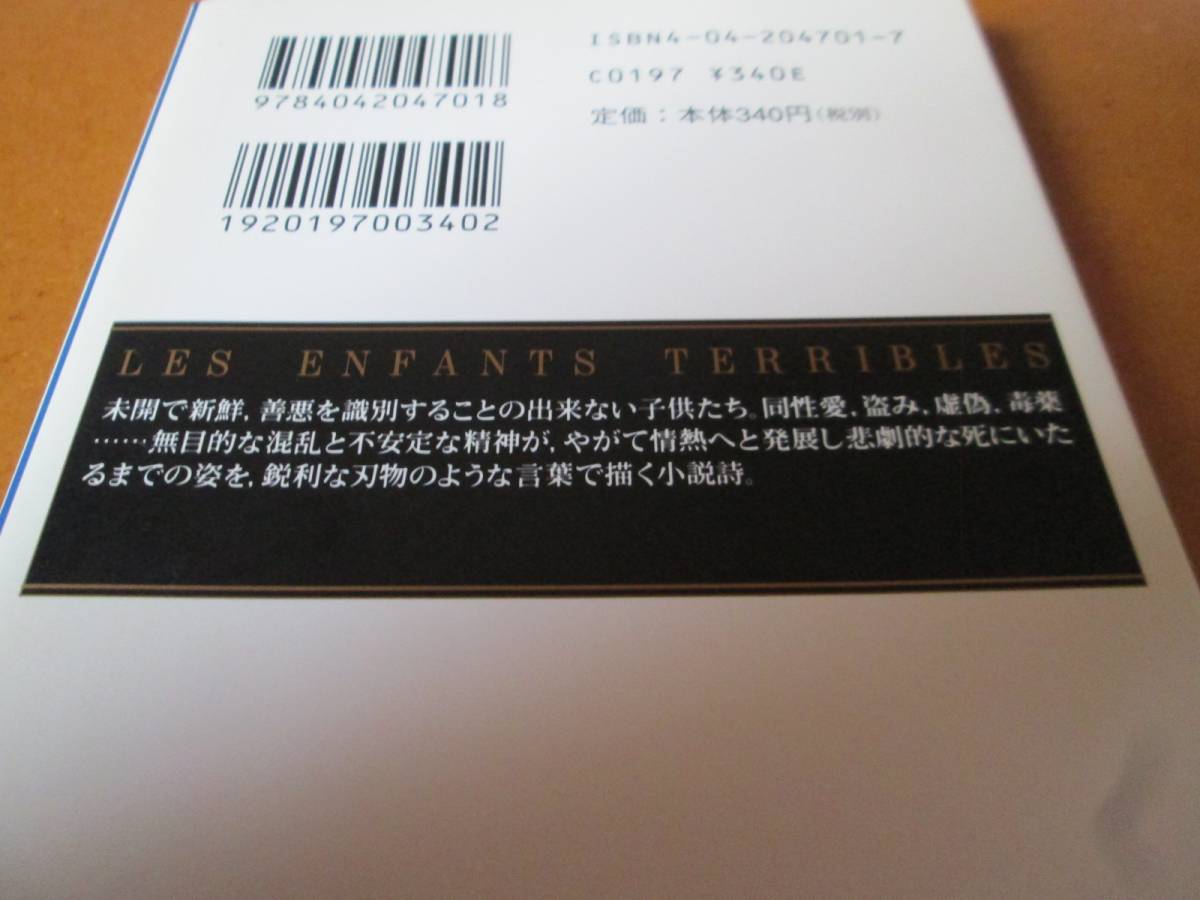 9784042047018
ISBN4-04-204701-7
C0197 ¥340E
定価：本体340円（税別）
1920197003402
LES ENFANTS TERRIBLES
未開で新鮮，善悪を識別することの出来ない子供たち。同性愛，盗み，虚偽，毒薬
……無目的な混乱と不安定な精神が，やがて情熱へと発展し悲劇的な死にいた
るまでの姿を，鋭利な刃物のような言葉で描く小説詩。